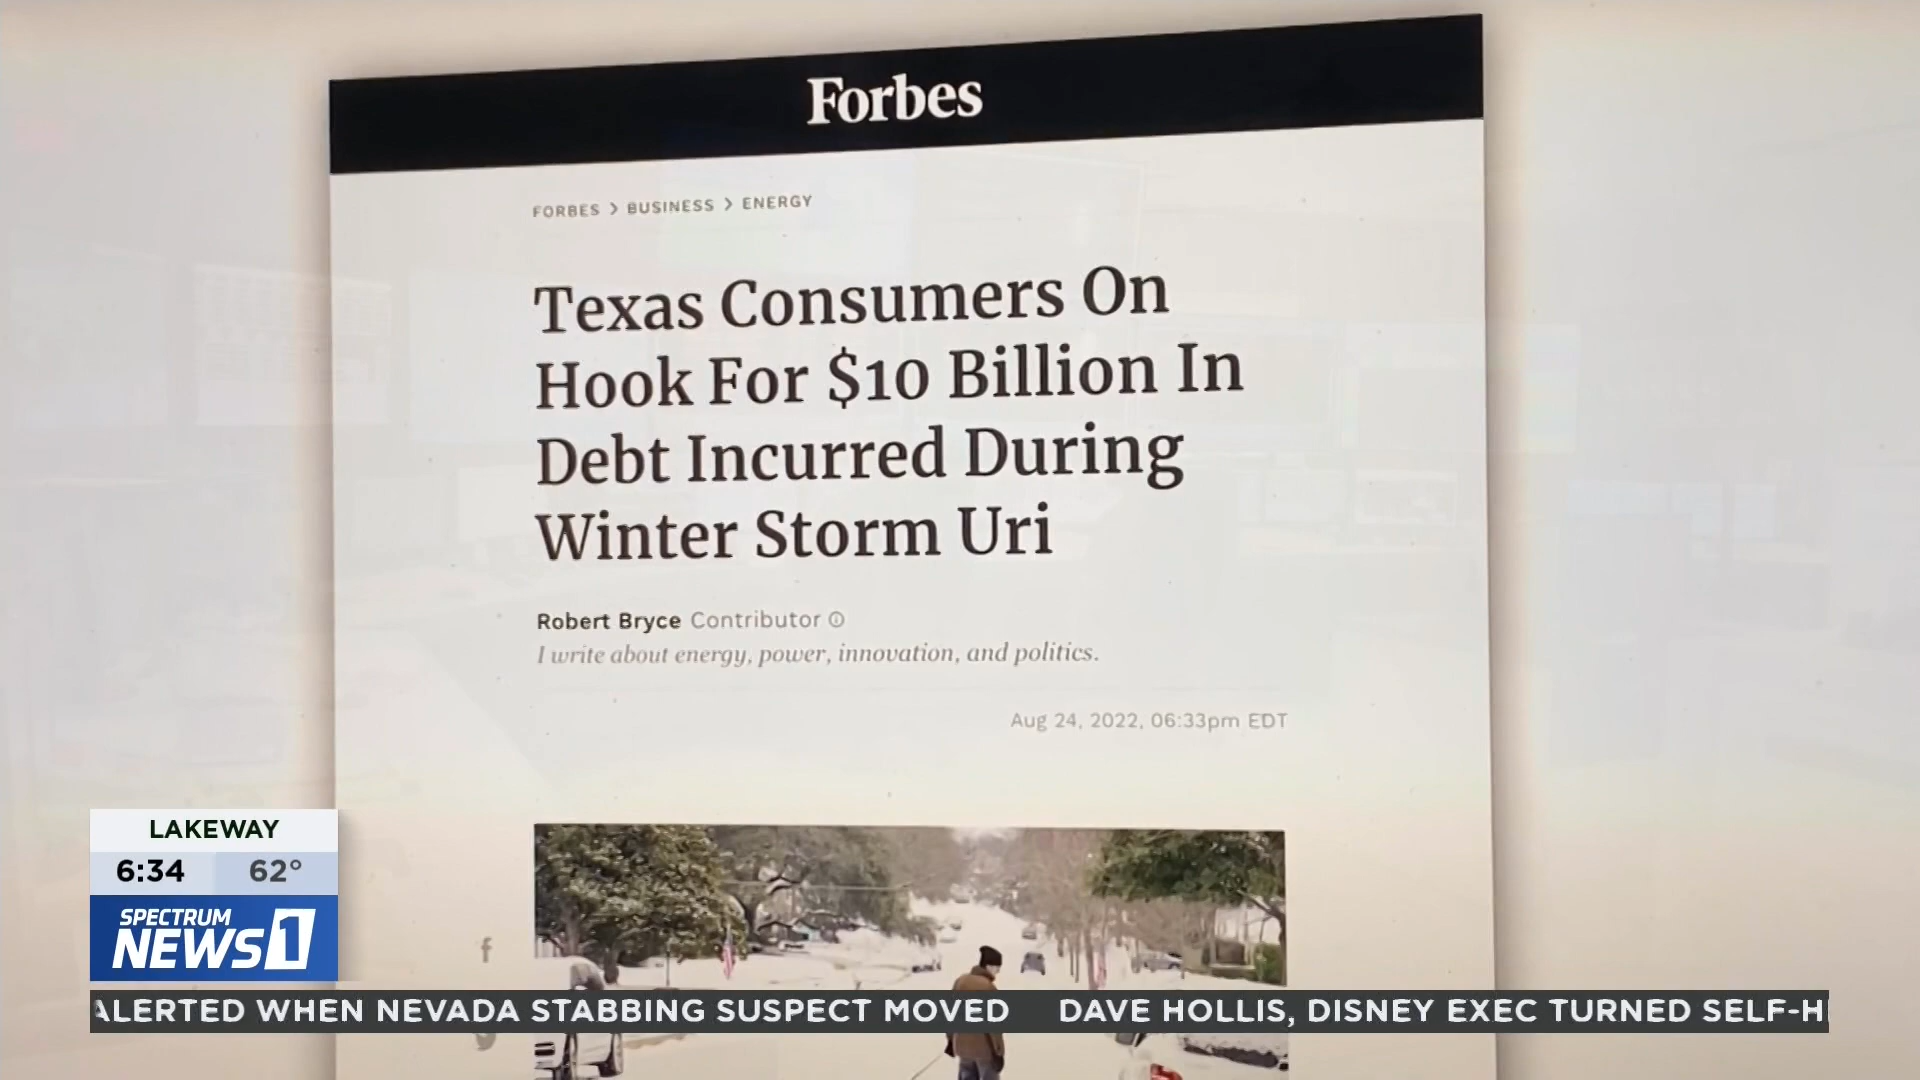 Forbes
FORBES > BUSINESS > ENERGY
Texas Consumers On
Hook For $10 Billion In
Debt Incurred During
Winter Storm Uri
Robert Bryce Contributor
I write about energy, power, innovation, and politics.
Aug 24, 2022, 06:33pm EDT
LAKEWAY
6:34 62°
SPECTRUM
NEWS 1
f
ALERTED WHEN NEVADA STABBING SUSPECT MOVED DAVE HOLLIS, DISNEY EXEC TURNED SELF-H